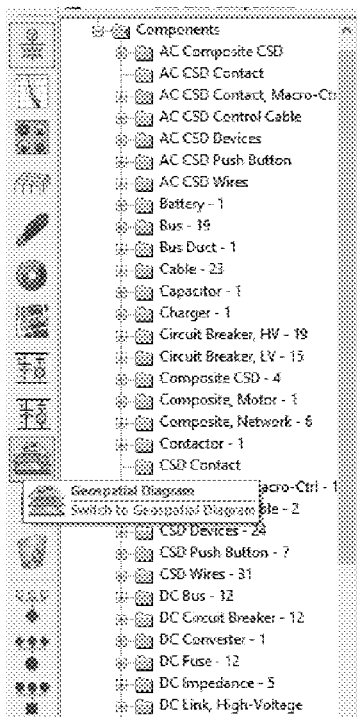 Components
AC Composite CSD
AC CSD Contact
AC CSD Contact, Macro-Ctr
AC CSD Control Cable
AC CSD Devices
AC CSD Push Button
AC CSD Wires
Battery - 1
Bus - 19
Bus Duct - 1
Cable - 23
Capacitor - 1
Charger - 1
Circuit Breaker, HV - 19
Circuit Breaker, LV - 15
Composite CSD - 4
Composite, Motor - 1
Composite, Network - 6
Contactor - 1
CSD Contact
Geospatial Diagram
acro-Ctrl - 1
Switch to Geospatial Diagram
ble - 2
CSD Devices - 24
CSD Push Button - 7
CSD Wires - 31
DC Bus - 12
DC Circuit Breaker - 12
DC Converter - 1
DC Fuse - 12
DC Impedance - 5
DC Link, High-Voltage